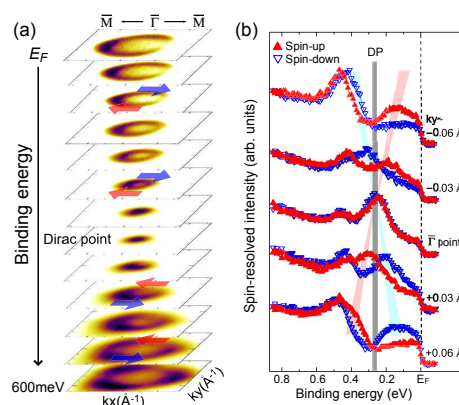 (a)
M̅ ← Γ̅ → M̅
E_F
Binding energy
Dirac point
600meV
kx(Å⁻¹)
ky(Å⁻¹)
(b)
Spin-up
Spin-down
DP
ky~
−0.06 Å
−0.03 Å
Γ̅ point
+0.03 Å
+0.06 Å
Spin-resolved intensity (arb. units)
0.8 0.6 0.4 0.2 E_F
Binding energy (eV)